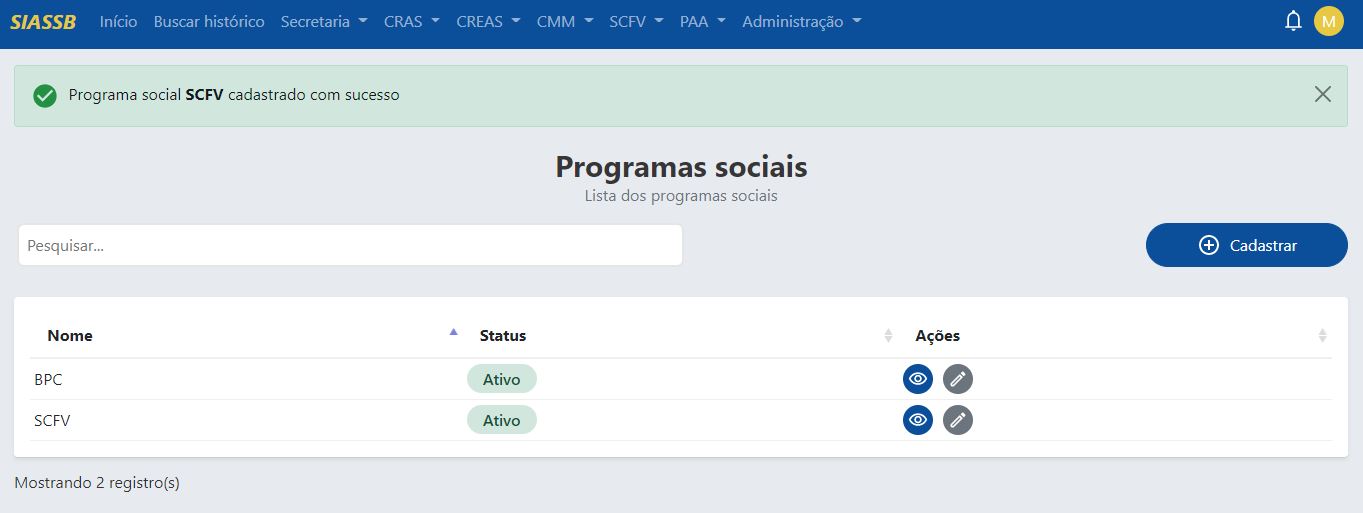 SIASSB Início Buscar histórico Secretaria CRAS CREAS CMM SCFV PAA Administração M
Programa social SCFV cadastrado com sucesso
Programas sociais
Lista dos programas sociais
Pesquisar... Cadastrar
Nome Status Ações
BPC Ativo
SCFV Ativo
Mostrando 2 registro(s)